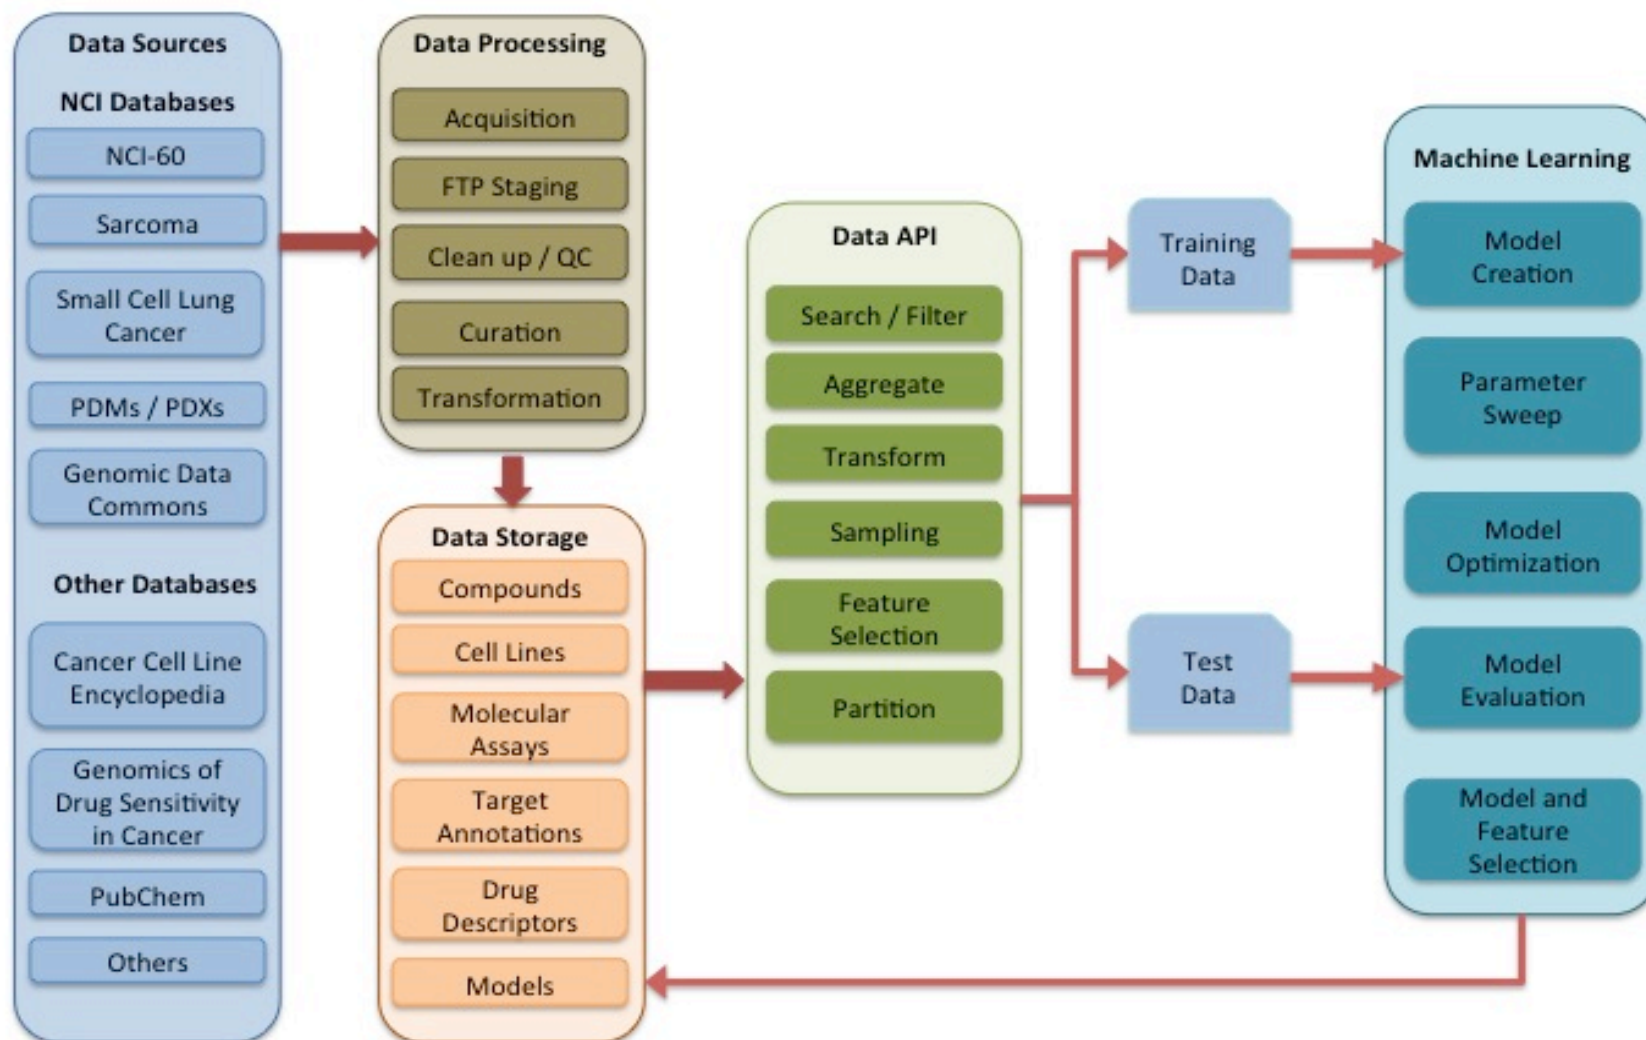 Data Sources
NCI Databases
NCI-60
Sarcoma
Small Cell Lung
Cancer
PDMs / PDXs
Genomic Data
Commons
Other Databases
Cancer Cell Line
Encyclopedia
Genomics of
Drug Sensitivity
in Cancer
PubChem
Others
Data Processing
Acquisition
FTP Staging
Clean up / QC
Curation
Transformation
Data Storage
Compounds
Cell Lines
Molecular
Assays
Target
Annotations
Drug
Descriptors
Models
Data API
Search / Filter
Aggregate
Transform
Sampling
Feature
Selection
Partition
Training
Data
Test
Data
Machine Learning
Model
Creation
Parameter
Sweep
Model
Optimization
Model
Evaluation
Model and
Feature
Selection